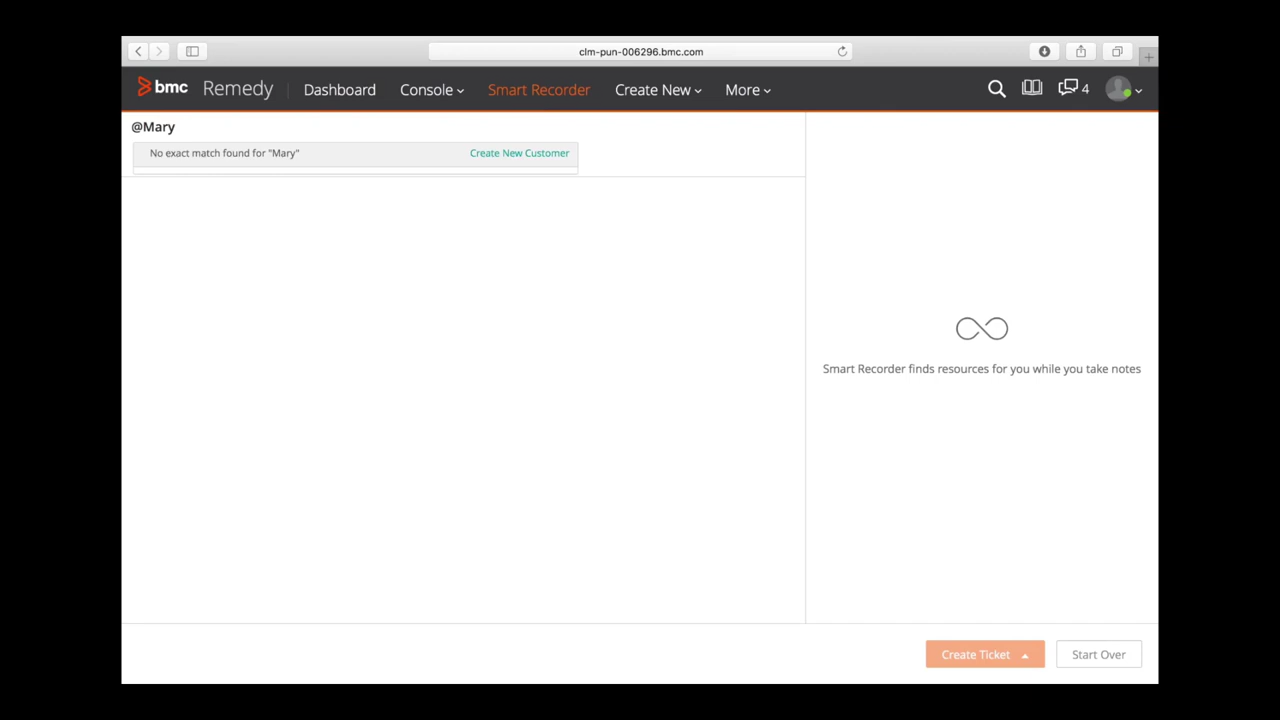 clm-pun-006296.bmc.com
bmc Remedy Dashboard Console Smart Recorder Create New More 4
@Mary
No exact match found for "Mary" Create New Customer
Smart Recorder finds resources for you while you take notes
Create Ticket Start Over